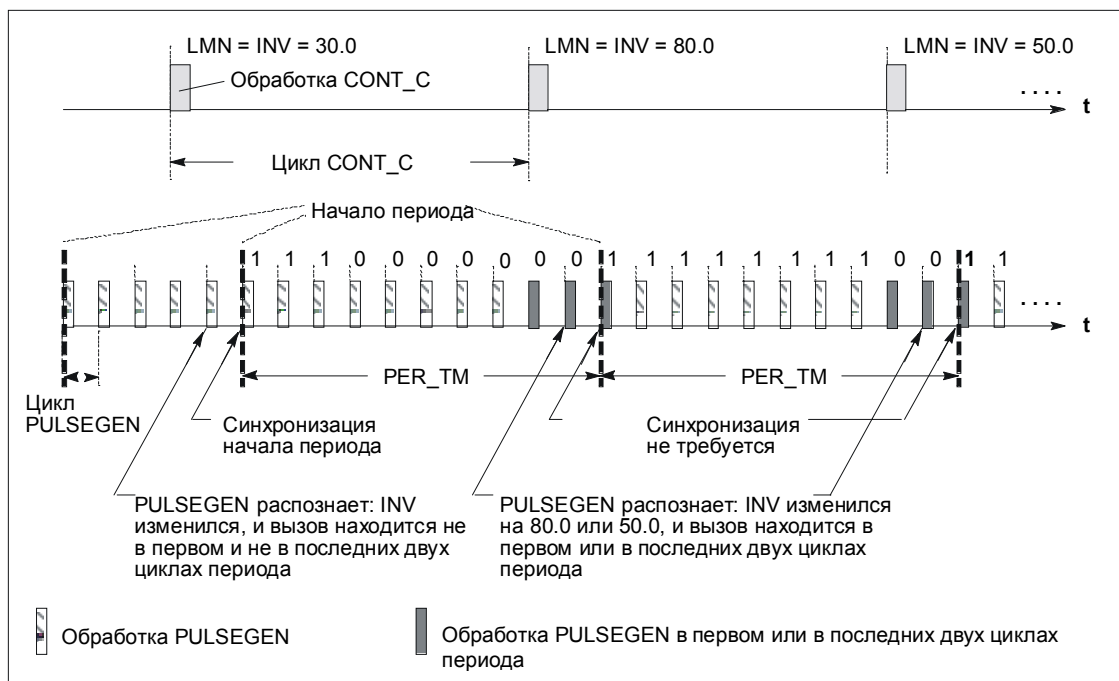 LMN = INV = 30.0 LMN = INV = 80.0 LMN = INV = 50.0
Обработка CONT_C
. . . .
t
Цикл CONT_C
Начало периода
1 1 1 0 0 0 0 0 0 0 1 1 1 1 1 1 1 1 0 0 1 1
. . . .
t
PER_TM PER_TM
Цикл
PULSEGEN
Синхронизация
начала периода
Синхронизация
не требуется
PULSEGEN распознает: INV
изменился, и вызов находится не
в первом и не в последних двух
циклах периода
PULSEGEN распознает: INV изменился
на 80.0 или 50.0, и вызов находится в
первом или в последних двух циклах
периода
Обработка PULSEGEN
Обработка PULSEGEN в первом или в последних двух циклах
периода